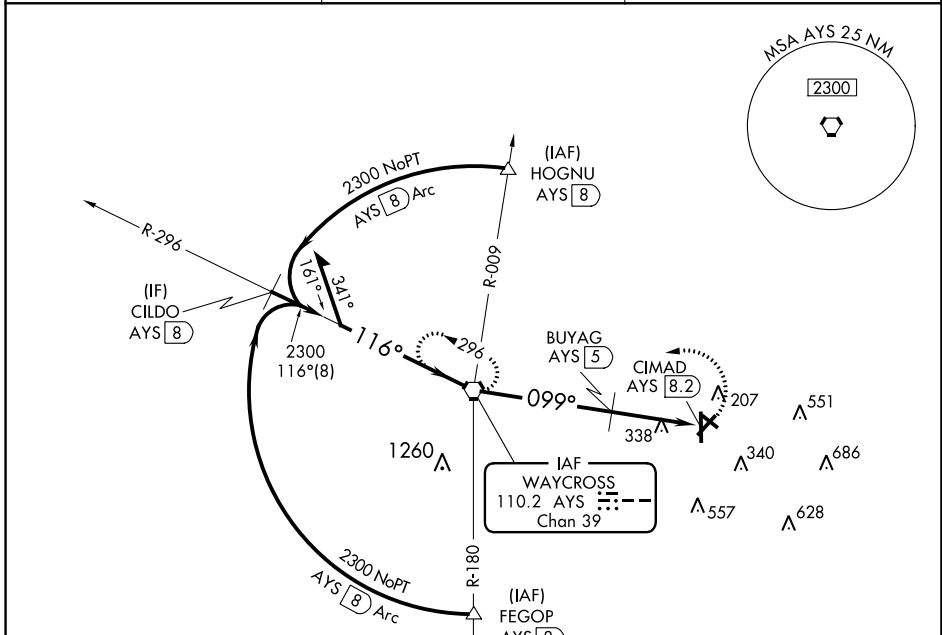 MSA AYS 25 NM
2300
(IAF)
HOGNU
AYS 8
2300 NoPT
AYS 8 Arc
R-296
R-009
(IF)
CILDO
AYS 8
161°
341°
2300
116°(8)
116°
296
BUYAG
AYS 5
CIMAD
AYS 8.2
099°
207
551
338
340
686
1260
557
628
IAF
WAYCROSS
110.2 AYS
Chan 39
R-180
2300 NoPT
AYS 8 Arc
(IAF)
FEGOP
AYS 8